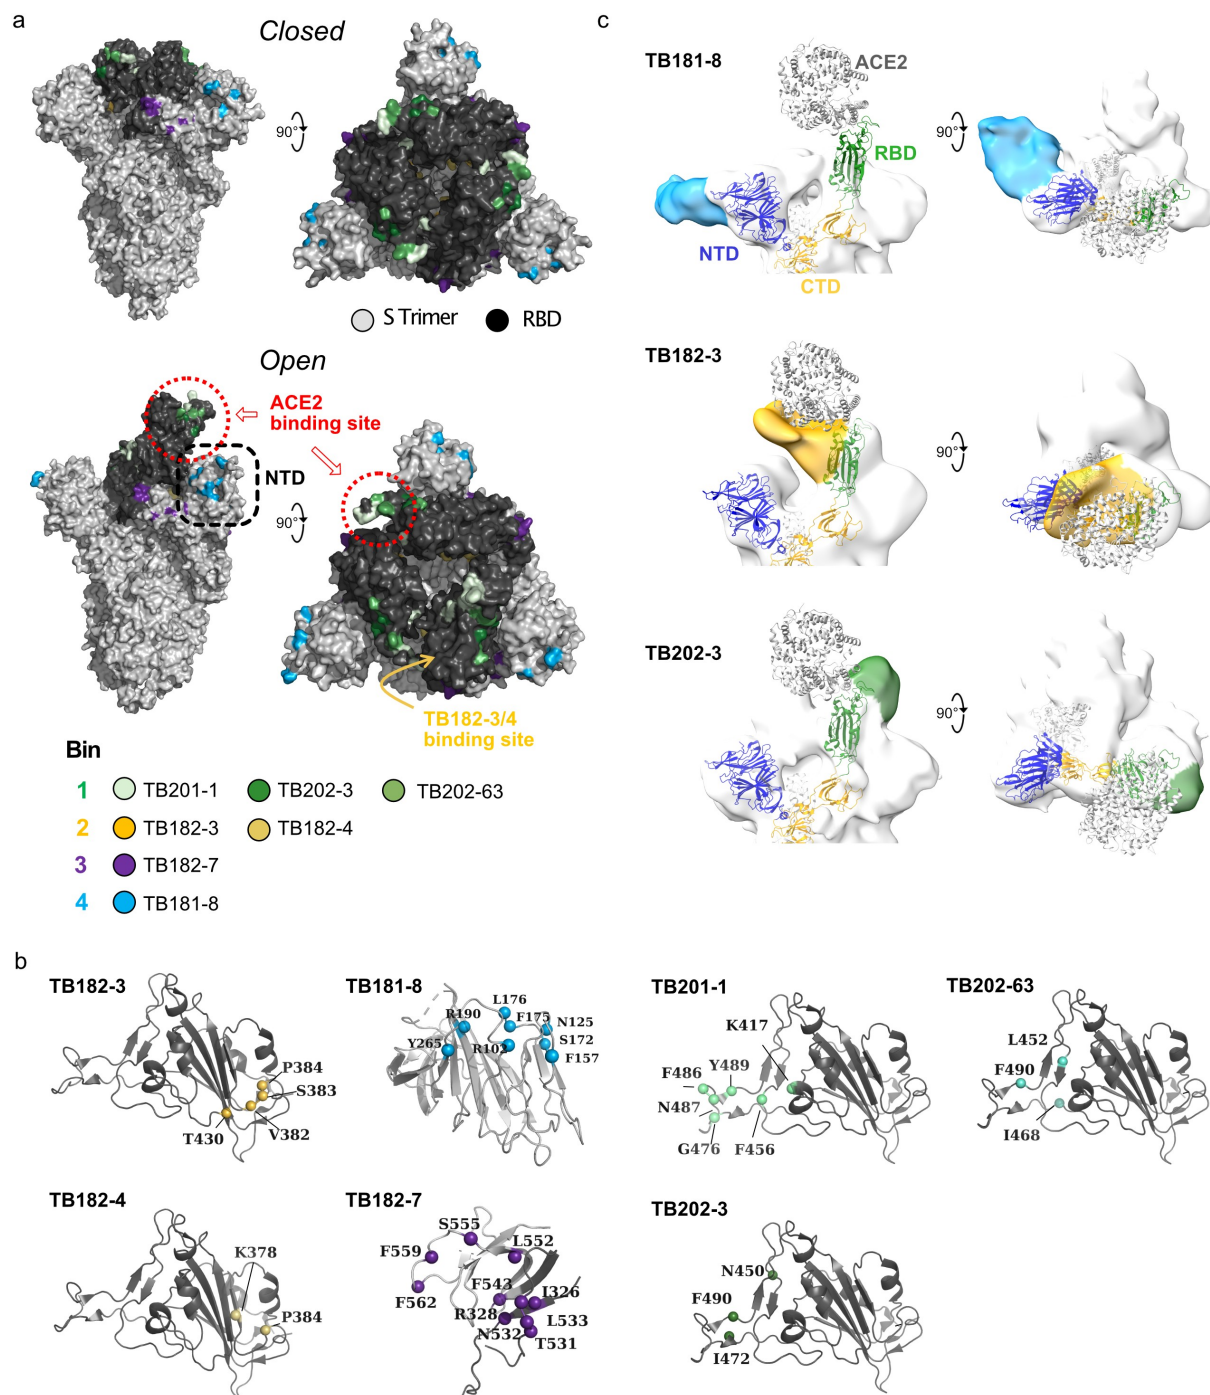 a
Closed
90°
S Trimer
RBD
Open
ACE2
binding site
NTD
90°
TB182-3/4
binding site
Bin
1 TB201-1 TB202-3 TB202-63
2 TB182-3 TB182-4
3 TB182-7
4 TB181-8
c
TB181-8
ACE2
RBD
NTD
CTD
90°
TB182-3
90°
TB202-3
90°
b
TB182-3
P384
S383
T430
V382
TB181-8
L176
R190
F175
N125
Y265
R102
S172
F157
TB201-1
K417
F486
Y489
N487
G476
F456
TB202-63
L452
F490
I468
TB182-4
K378
P384
TB182-7
S555
F559
L552
F562
F543
I326
R328
L533
N532
T531
TB202-3
N450
F490
I472